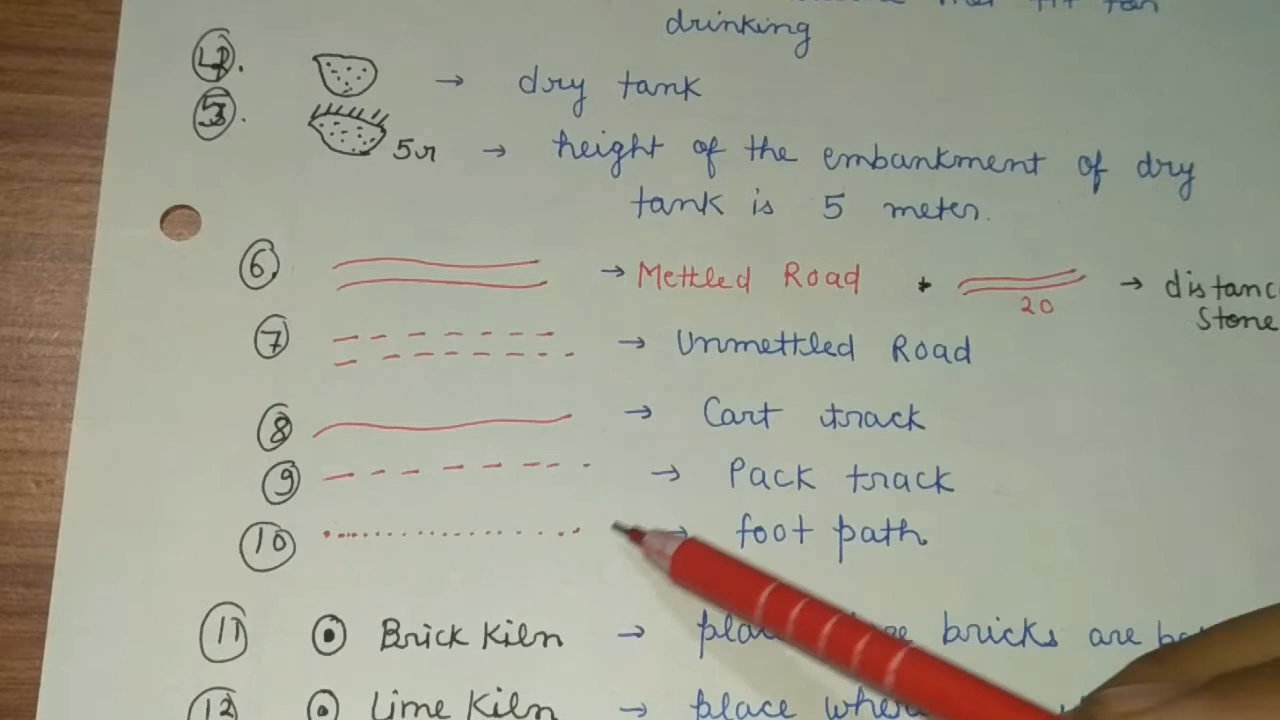 drinking
4. → dry tank
5. 5r → height of the embankment of dry
tank is 5 meter.
6. → Mettled Road 20 → distanc
Stone
7 → Unmettled Road
8 → Cart track
9 → Pack track
10 → foot path
11 Brick Kiln → bricks are
12 Lime Kiln → place where